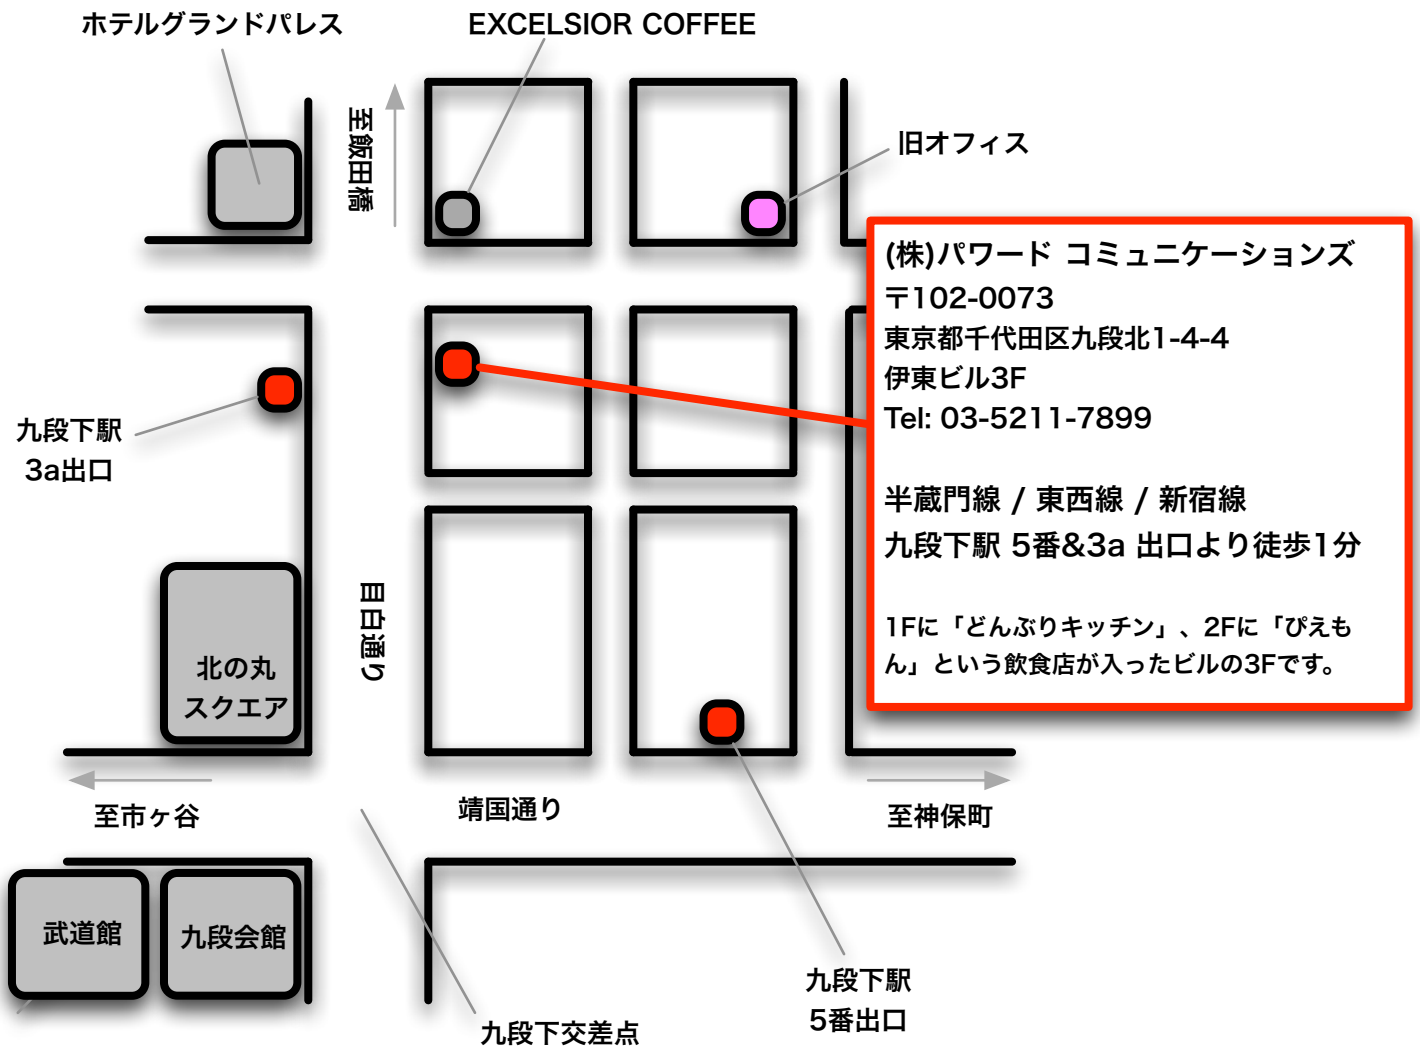 ホテルグランドパレス
EXCELSIOR COFFEE
至飯田橋
旧オフィス
(株)パワード コミュニケーションズ
〒102-0073
東京都千代田区九段北1-4-4
伊東ビル3F
Tel: 03-5211-7899
半蔵門線 / 東西線 / 新宿線
九段下駅 5番&3a 出口より徒歩1分
1Fに「どんぶりキッチン」、2Fに「ぴえも
ん」という飲食店が入ったビルの3Fです。
九段下駅
3a出口
目白通り
北の丸
スクエア
至市ヶ谷
靖国通り
至神保町
武道館
九段会館
九段下駅
5番出口
九段下交差点